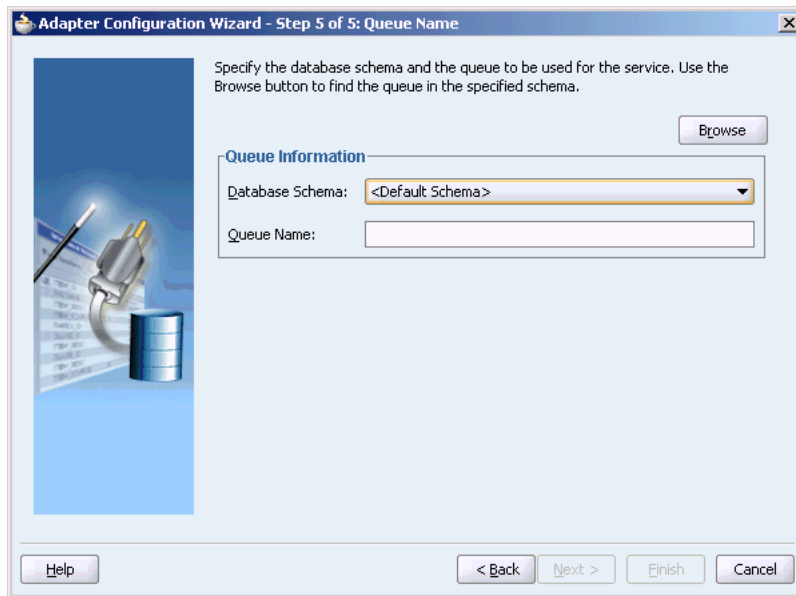 Adapter Configuration Wizard - Step 5 of 5: Queue Name
Specify the database schema and the queue to be used for the service. Use the
Browse button to find the queue in the specified schema.
Browse
Queue Information
Database Schema: <Default Schema>
Queue Name:
Help
< Back
Next >
Finish
Cancel